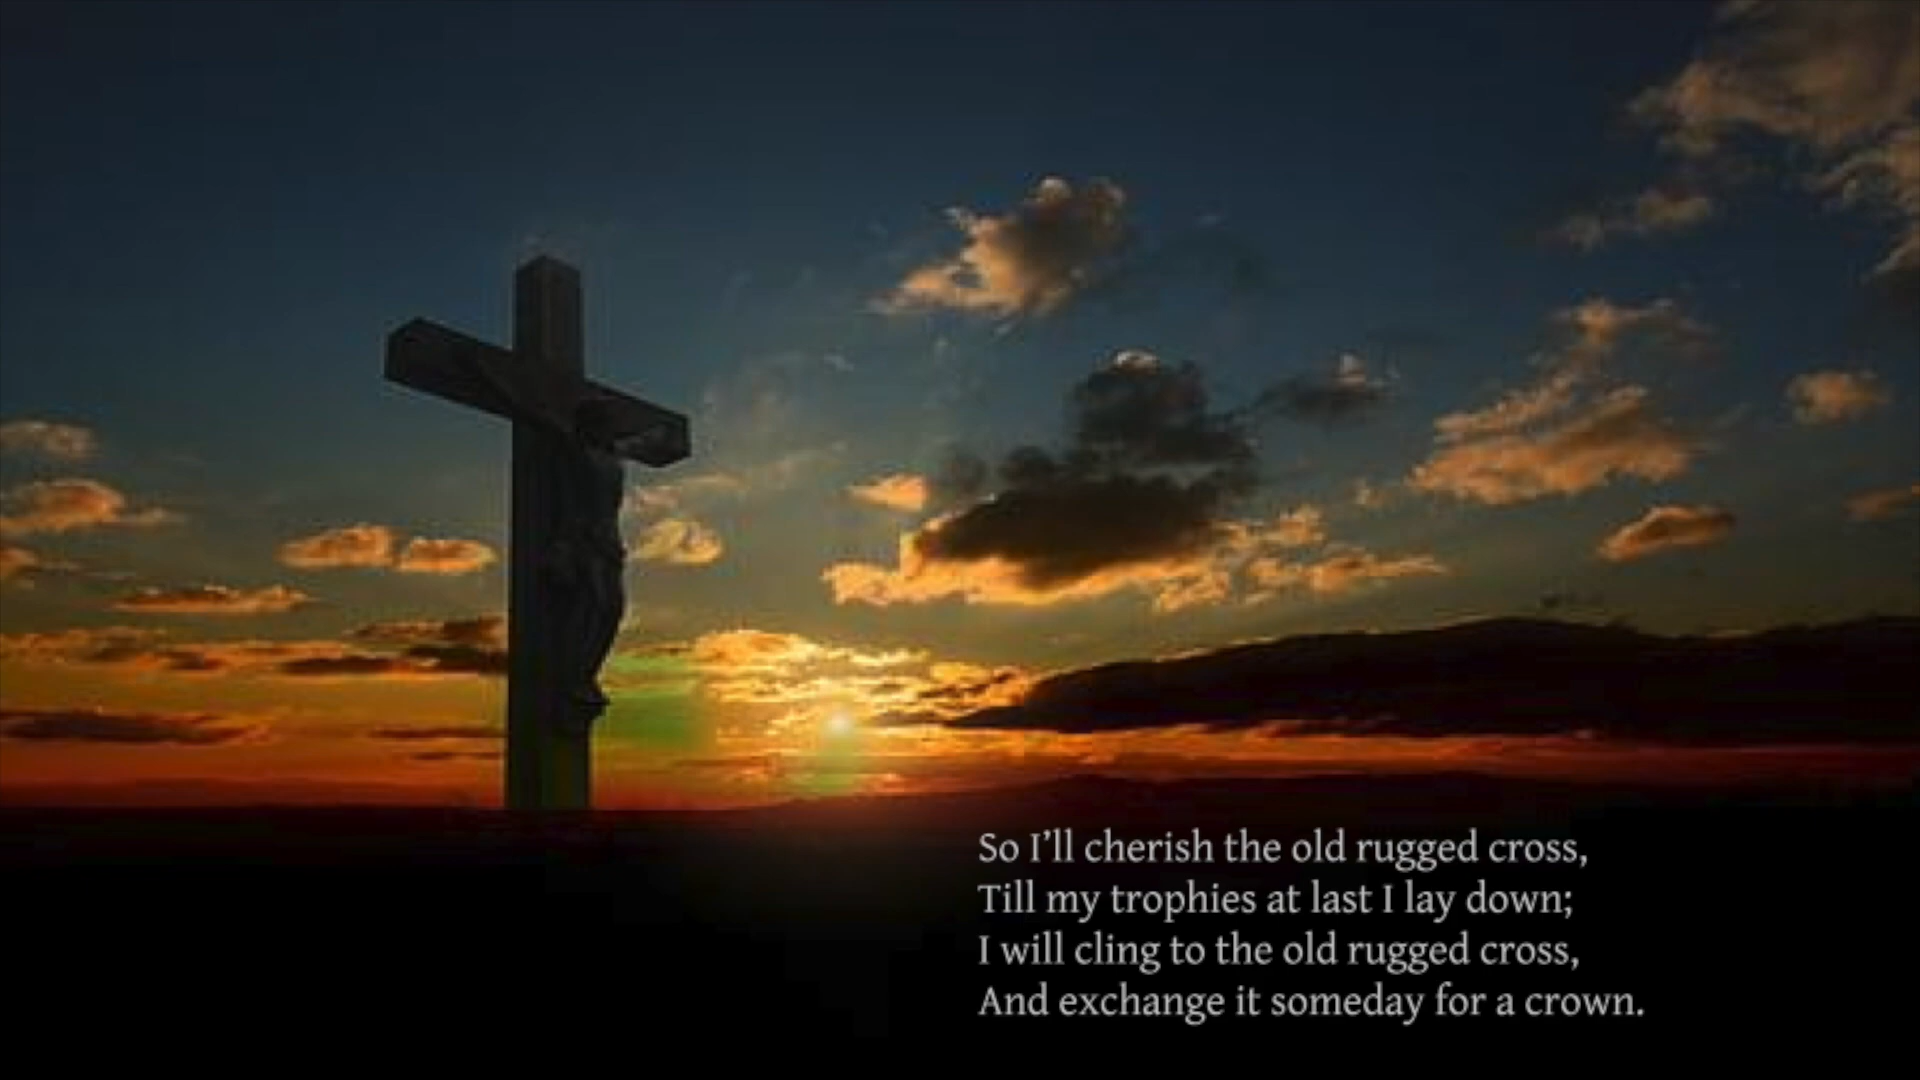 So I’ll cherish the old rugged cross,
Till my trophies at last I lay down;
I will cling to the old rugged cross,
And exchange it someday for a crown.